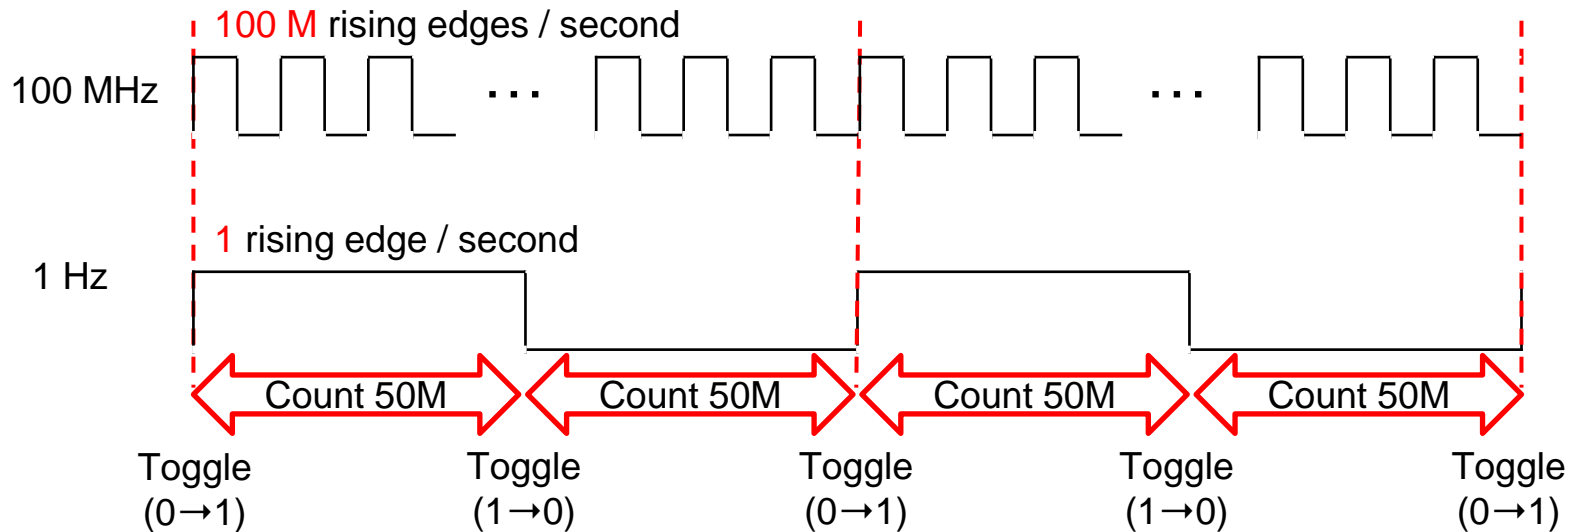 100 M rising edges / second
100 MHz
... ...
1 rising edge / second
1 Hz
Count 50M Count 50M Count 50M Count 50M
Toggle Toggle Toggle Toggle Toggle
(0→1) (1→0) (0→1) (1→0) (0→1)